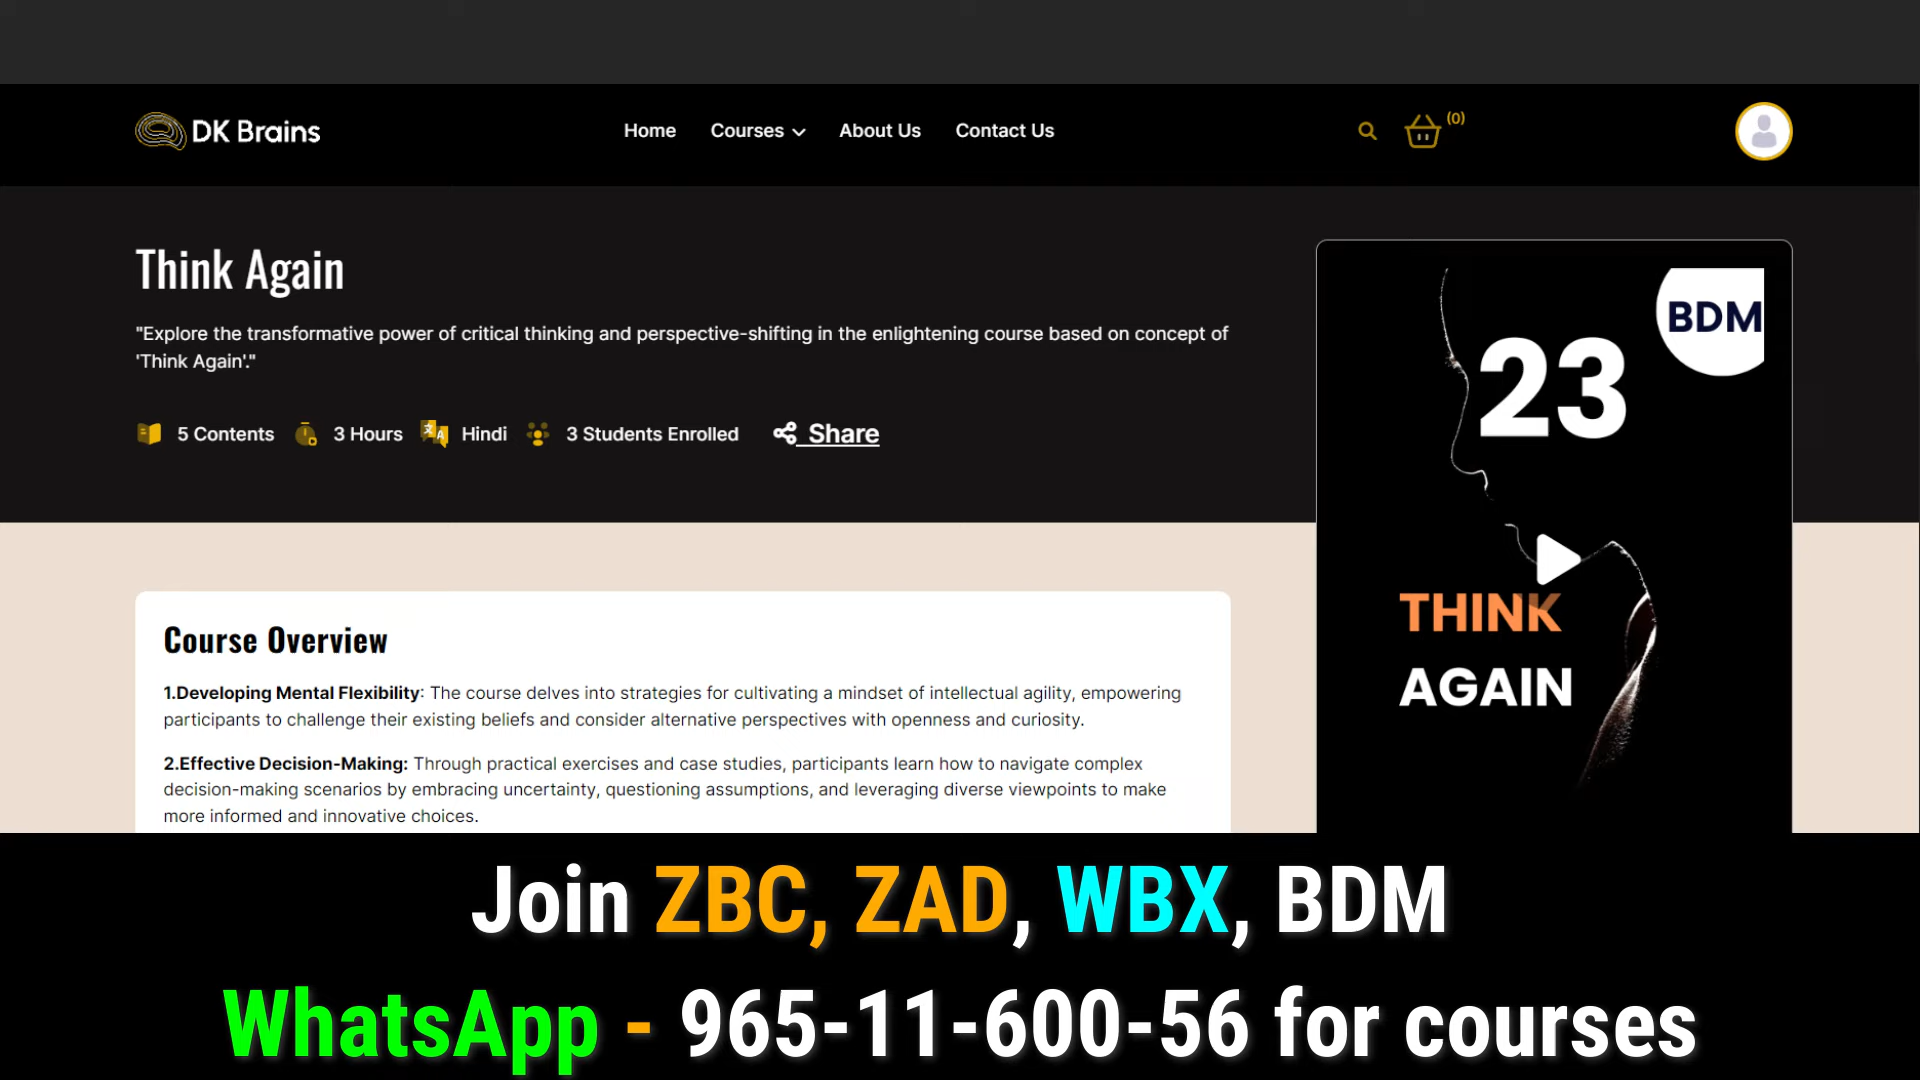 DK Brains
Home Courses About Us Contact Us
(0)
Think Again
"Explore the transformative power of critical thinking and perspective-shifting in the enlightening course based on concept of
'Think Again'."
5 Contents 3 Hours Hindi 3 Students Enrolled Share
BDM
23
THINK
AGAIN
Course Overview
1.Developing Mental Flexibility: The course delves into strategies for cultivating a mindset of intellectual agility, empowering
participants to challenge their existing beliefs and consider alternative perspectives with openness and curiosity.
2.Effective Decision-Making: Through practical exercises and case studies, participants learn how to navigate complex
decision-making scenarios by embracing uncertainty, questioning assumptions, and leveraging diverse viewpoints to make
more informed and innovative choices.
Join ZBC, ZAD, WBX, BDM
WhatsApp - 965-11-600-56 for courses